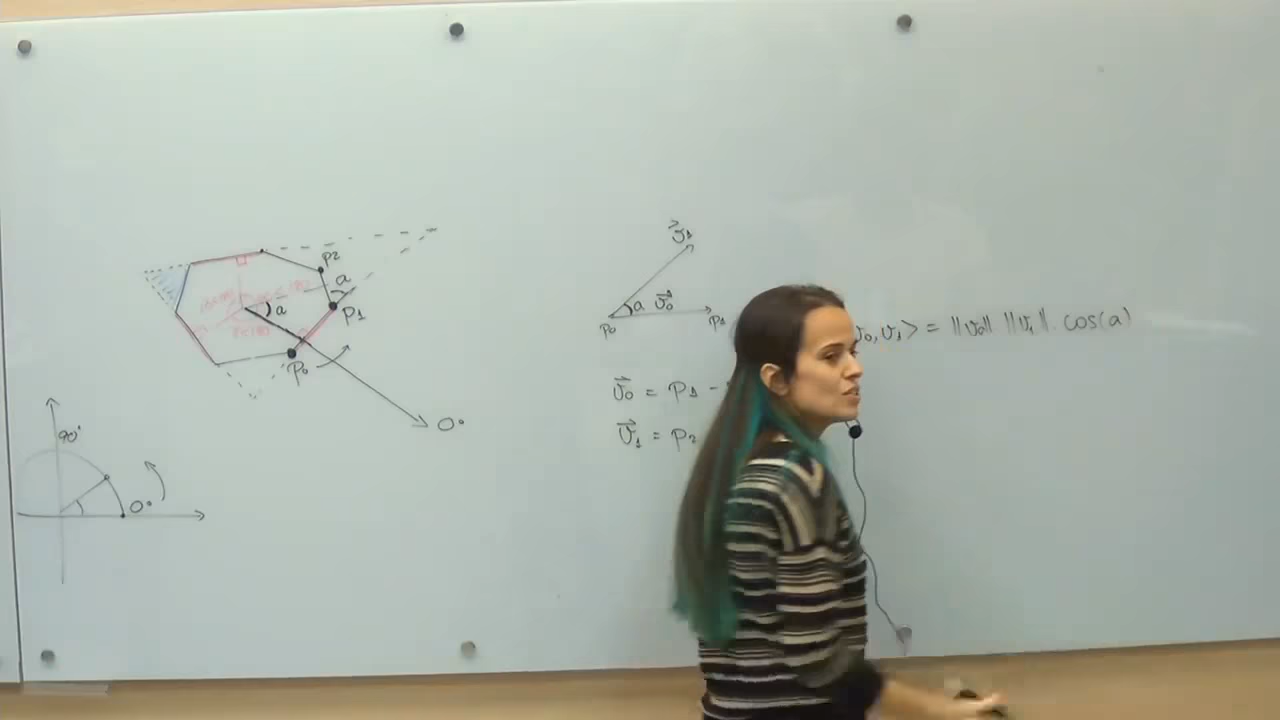 P2
a
a
P1
P0
0°
90°
0°
v⃗1
a v⃗0
P0
P1
v0, v1> = ||v0|| ||v1||. cos(a)
v⃗0 = P1 -
v⃗1 = P2